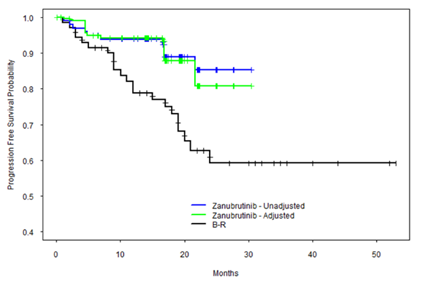 Progression Free Survival Probability
1.0
0.9
0.8
0.7
0.6
0.5
0.4
Zanubrutinib - Unadjusted
Zanubrutinib - Adjusted
B-R
0 10 20 30 40 50
Months